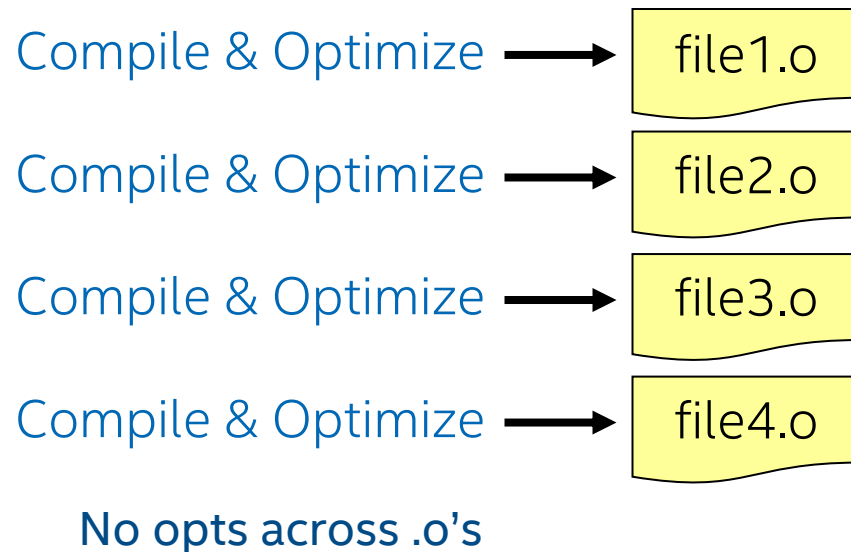 Compile & Optimize file1.o
Compile & Optimize file2.o
Compile & Optimize file3.o
Compile & Optimize file4.o
No opts across .o’s